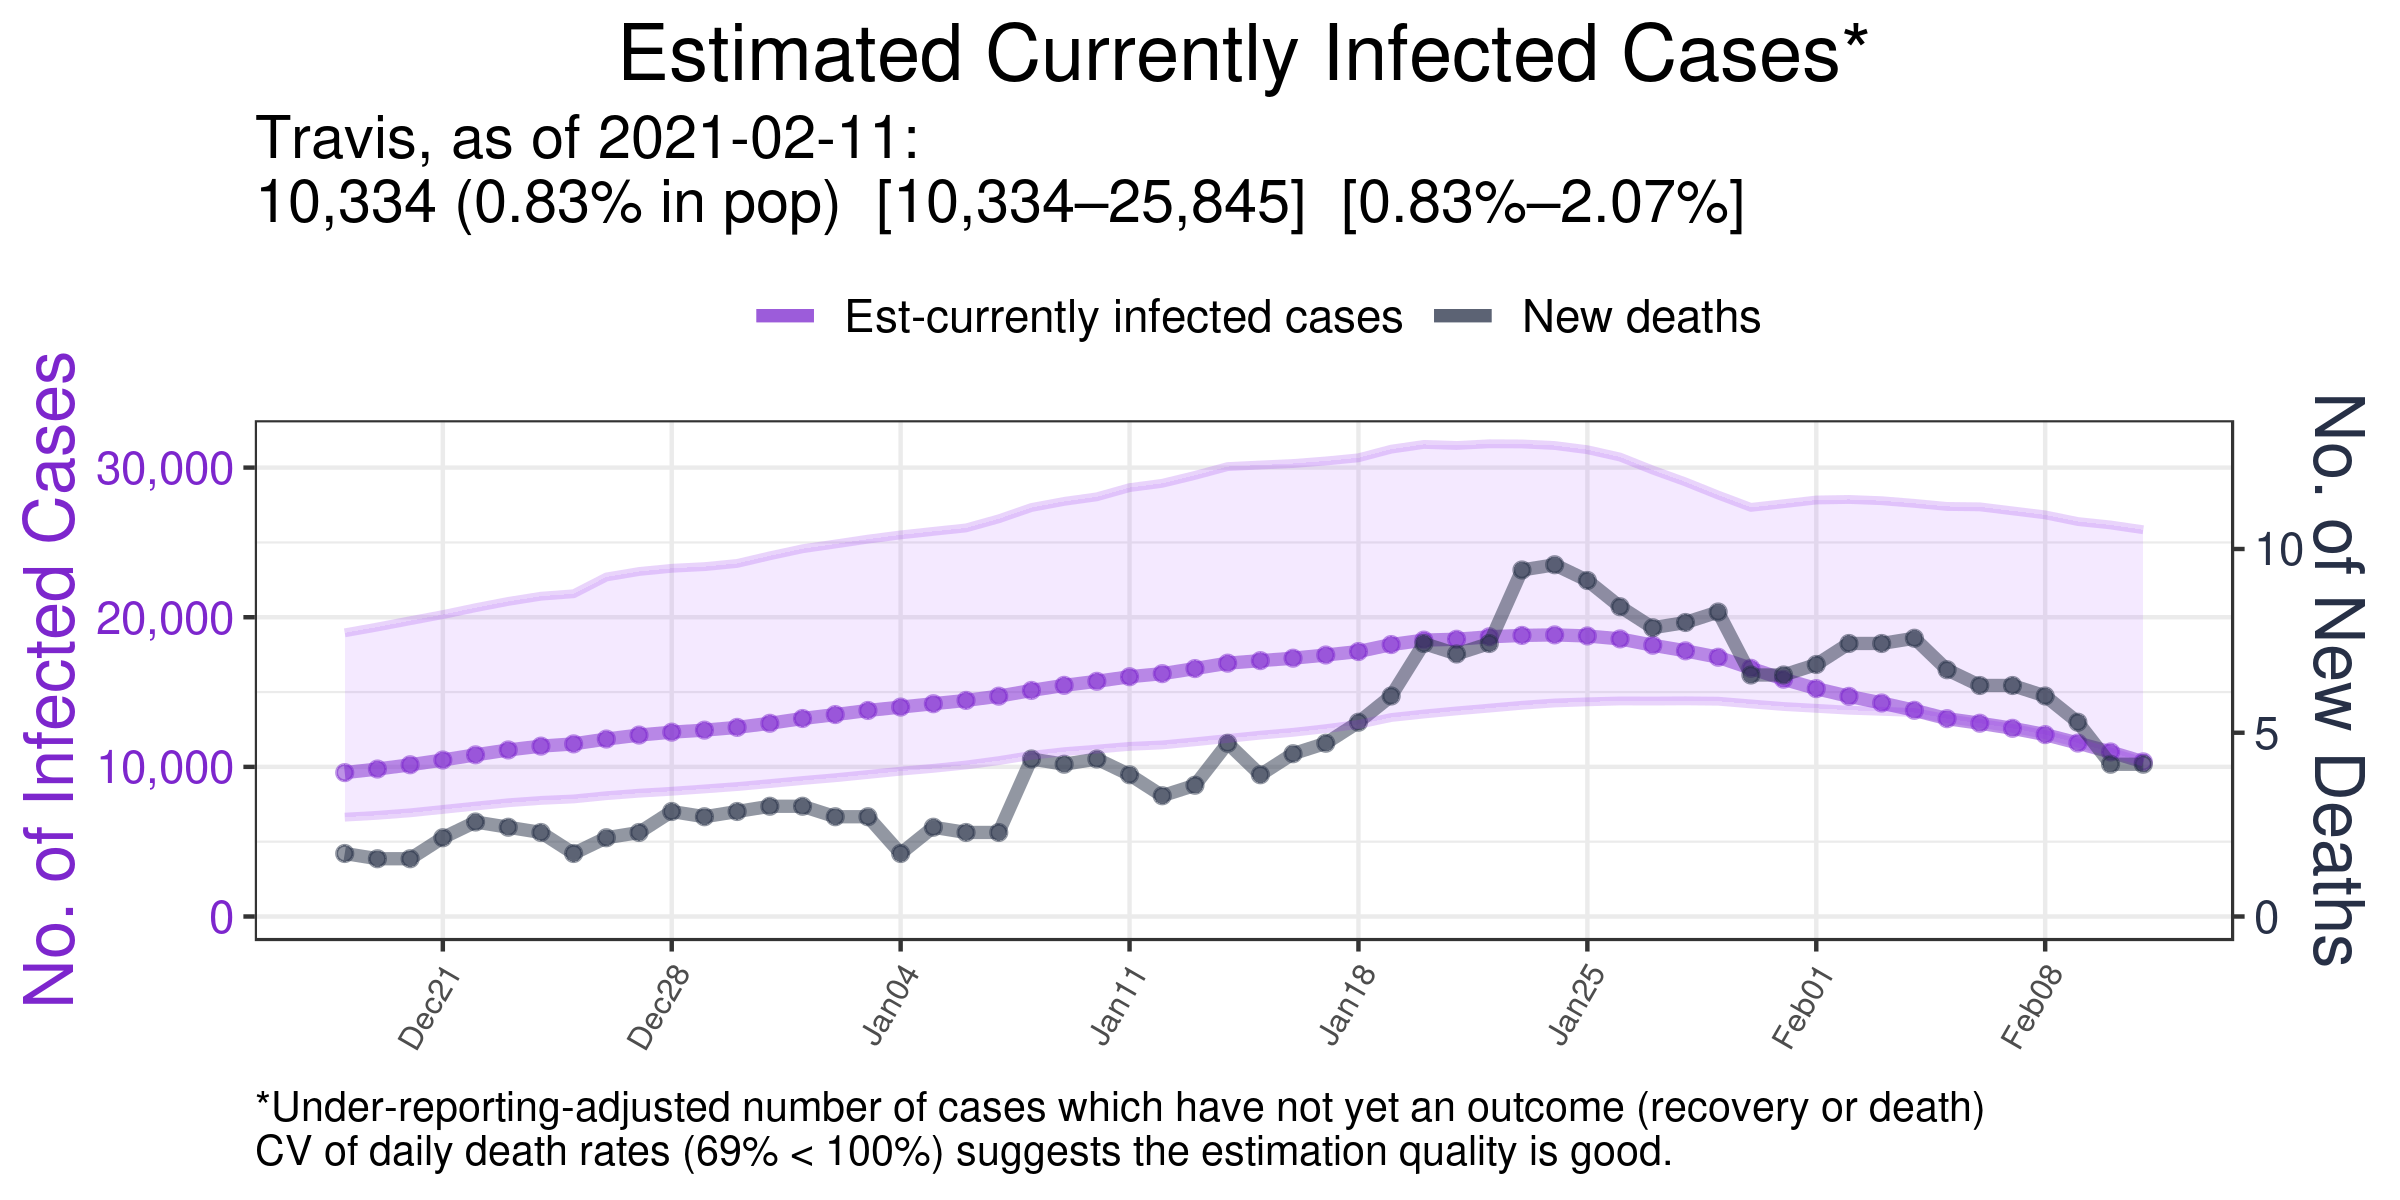 Estimated Currently Infected Cases*
Travis, as of 2021-02-11:
10,334 (0.83% in pop) [10,334–25,845] [0.83%–2.07%]
Est-currently infected cases
New deaths
No. of Infected Cases
30,000
20,000
10,000
0
10
5
0
No. of New Deaths
Dec21
Dec28
Jan04
Jan11
Jan18
Jan25
Feb01
Feb08
*Under-reporting-adjusted number of cases which have not yet an outcome (recovery or death)
CV of daily death rates (69% < 100%) suggests the estimation quality is good.